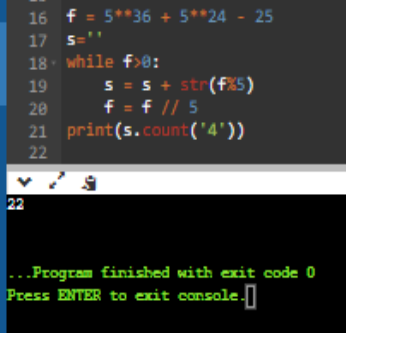 16 f = 5**36 + 5**24 - 25
17 s=''
18 while f>0:
19 s = s + str(f%5)
20 f = f // 5
21 print(s.count('4'))
22
22
...Program finished with exit code 0
Press ENTER to exit console.